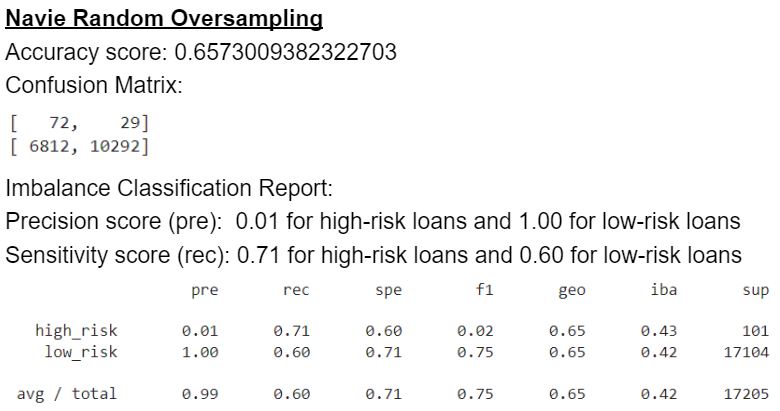 Navie Random Oversampling
Accuracy score: 0.6573009382322703
Confusion Matrix:
[ 72, 29]
[ 6812, 10292]
Imbalance Classification Report:
Precision score (pre): 0.01 for high-risk loans and 1.00 for low-risk loans
Sensitivity score (rec): 0.71 for high-risk loans and 0.60 for low-risk loans
pre rec spe f1 geo iba sup
high_risk 0.01 0.71 0.60 0.02 0.65 0.43 101
low_risk 1.00 0.60 0.71 0.75 0.65 0.42 17104
avg / total 0.99 0.60 0.71 0.75 0.65 0.42 17205